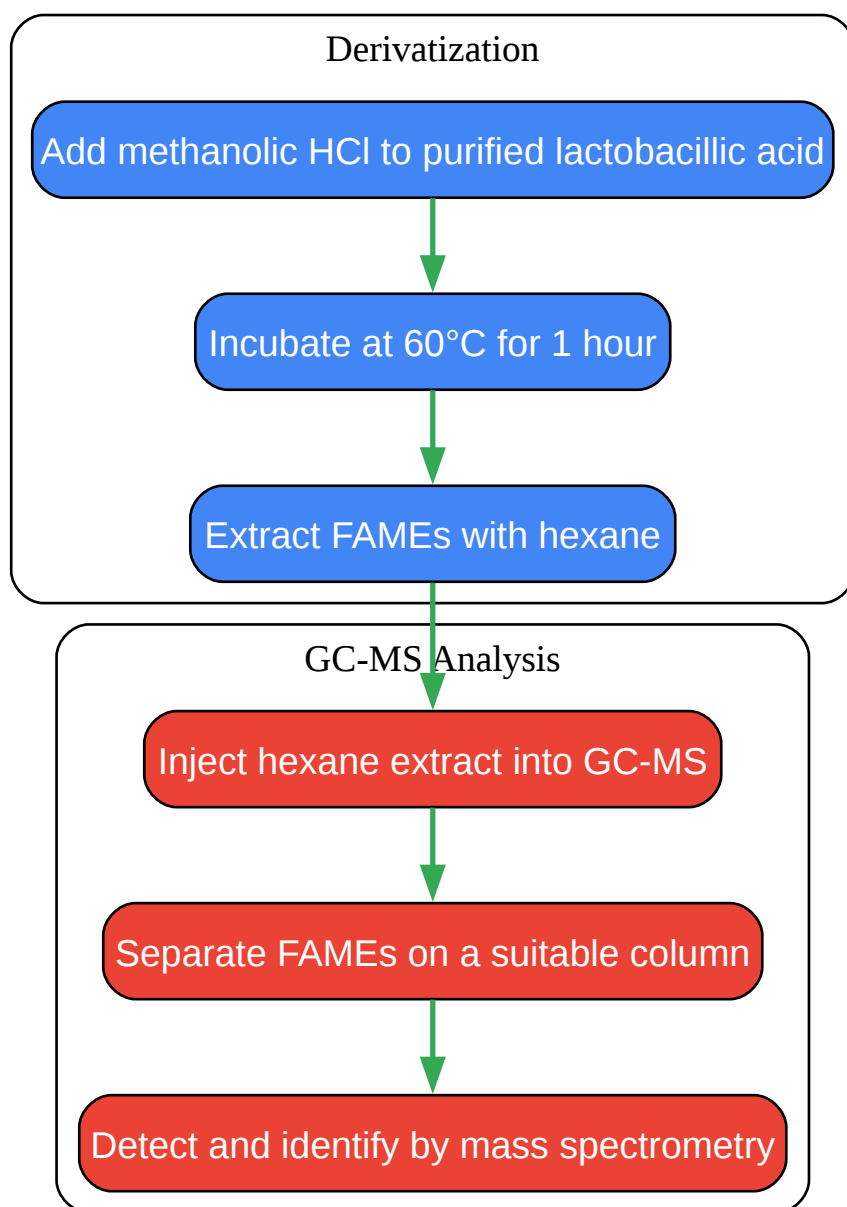 Derivatization
Add methanolic HCl to purified lactobacillic acid
Incubate at 60°C for 1 hour
Extract FAMEs with hexane
GC-MS Analysis
Inject hexane extract into GC-MS
Separate FAMEs on a suitable column
Detect and identify by mass spectrometry